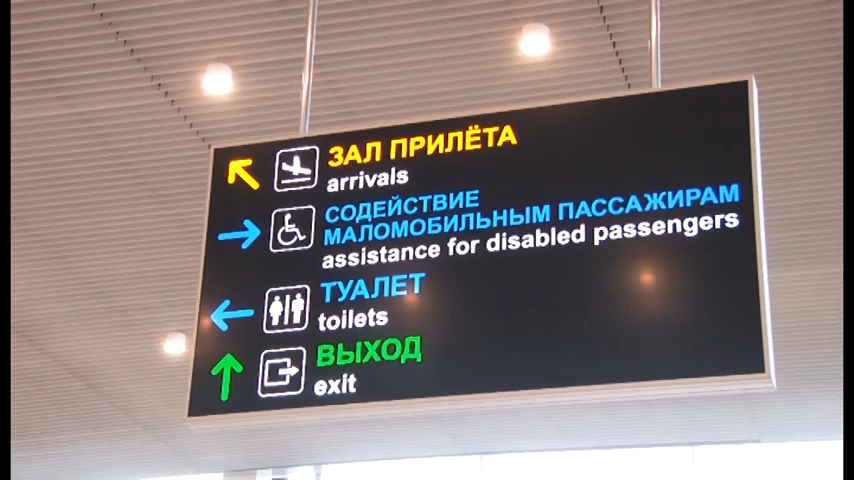 ЗАЛ ПРИЛЁТА
arrivals
СОДЕЙСТВИЕ
МАЛОМОБИЛЬНЫМ ПАССАЖИРАМ
assistance for disabled passengers
ТУАЛЕТ
toilets
ВЫХОД
exit